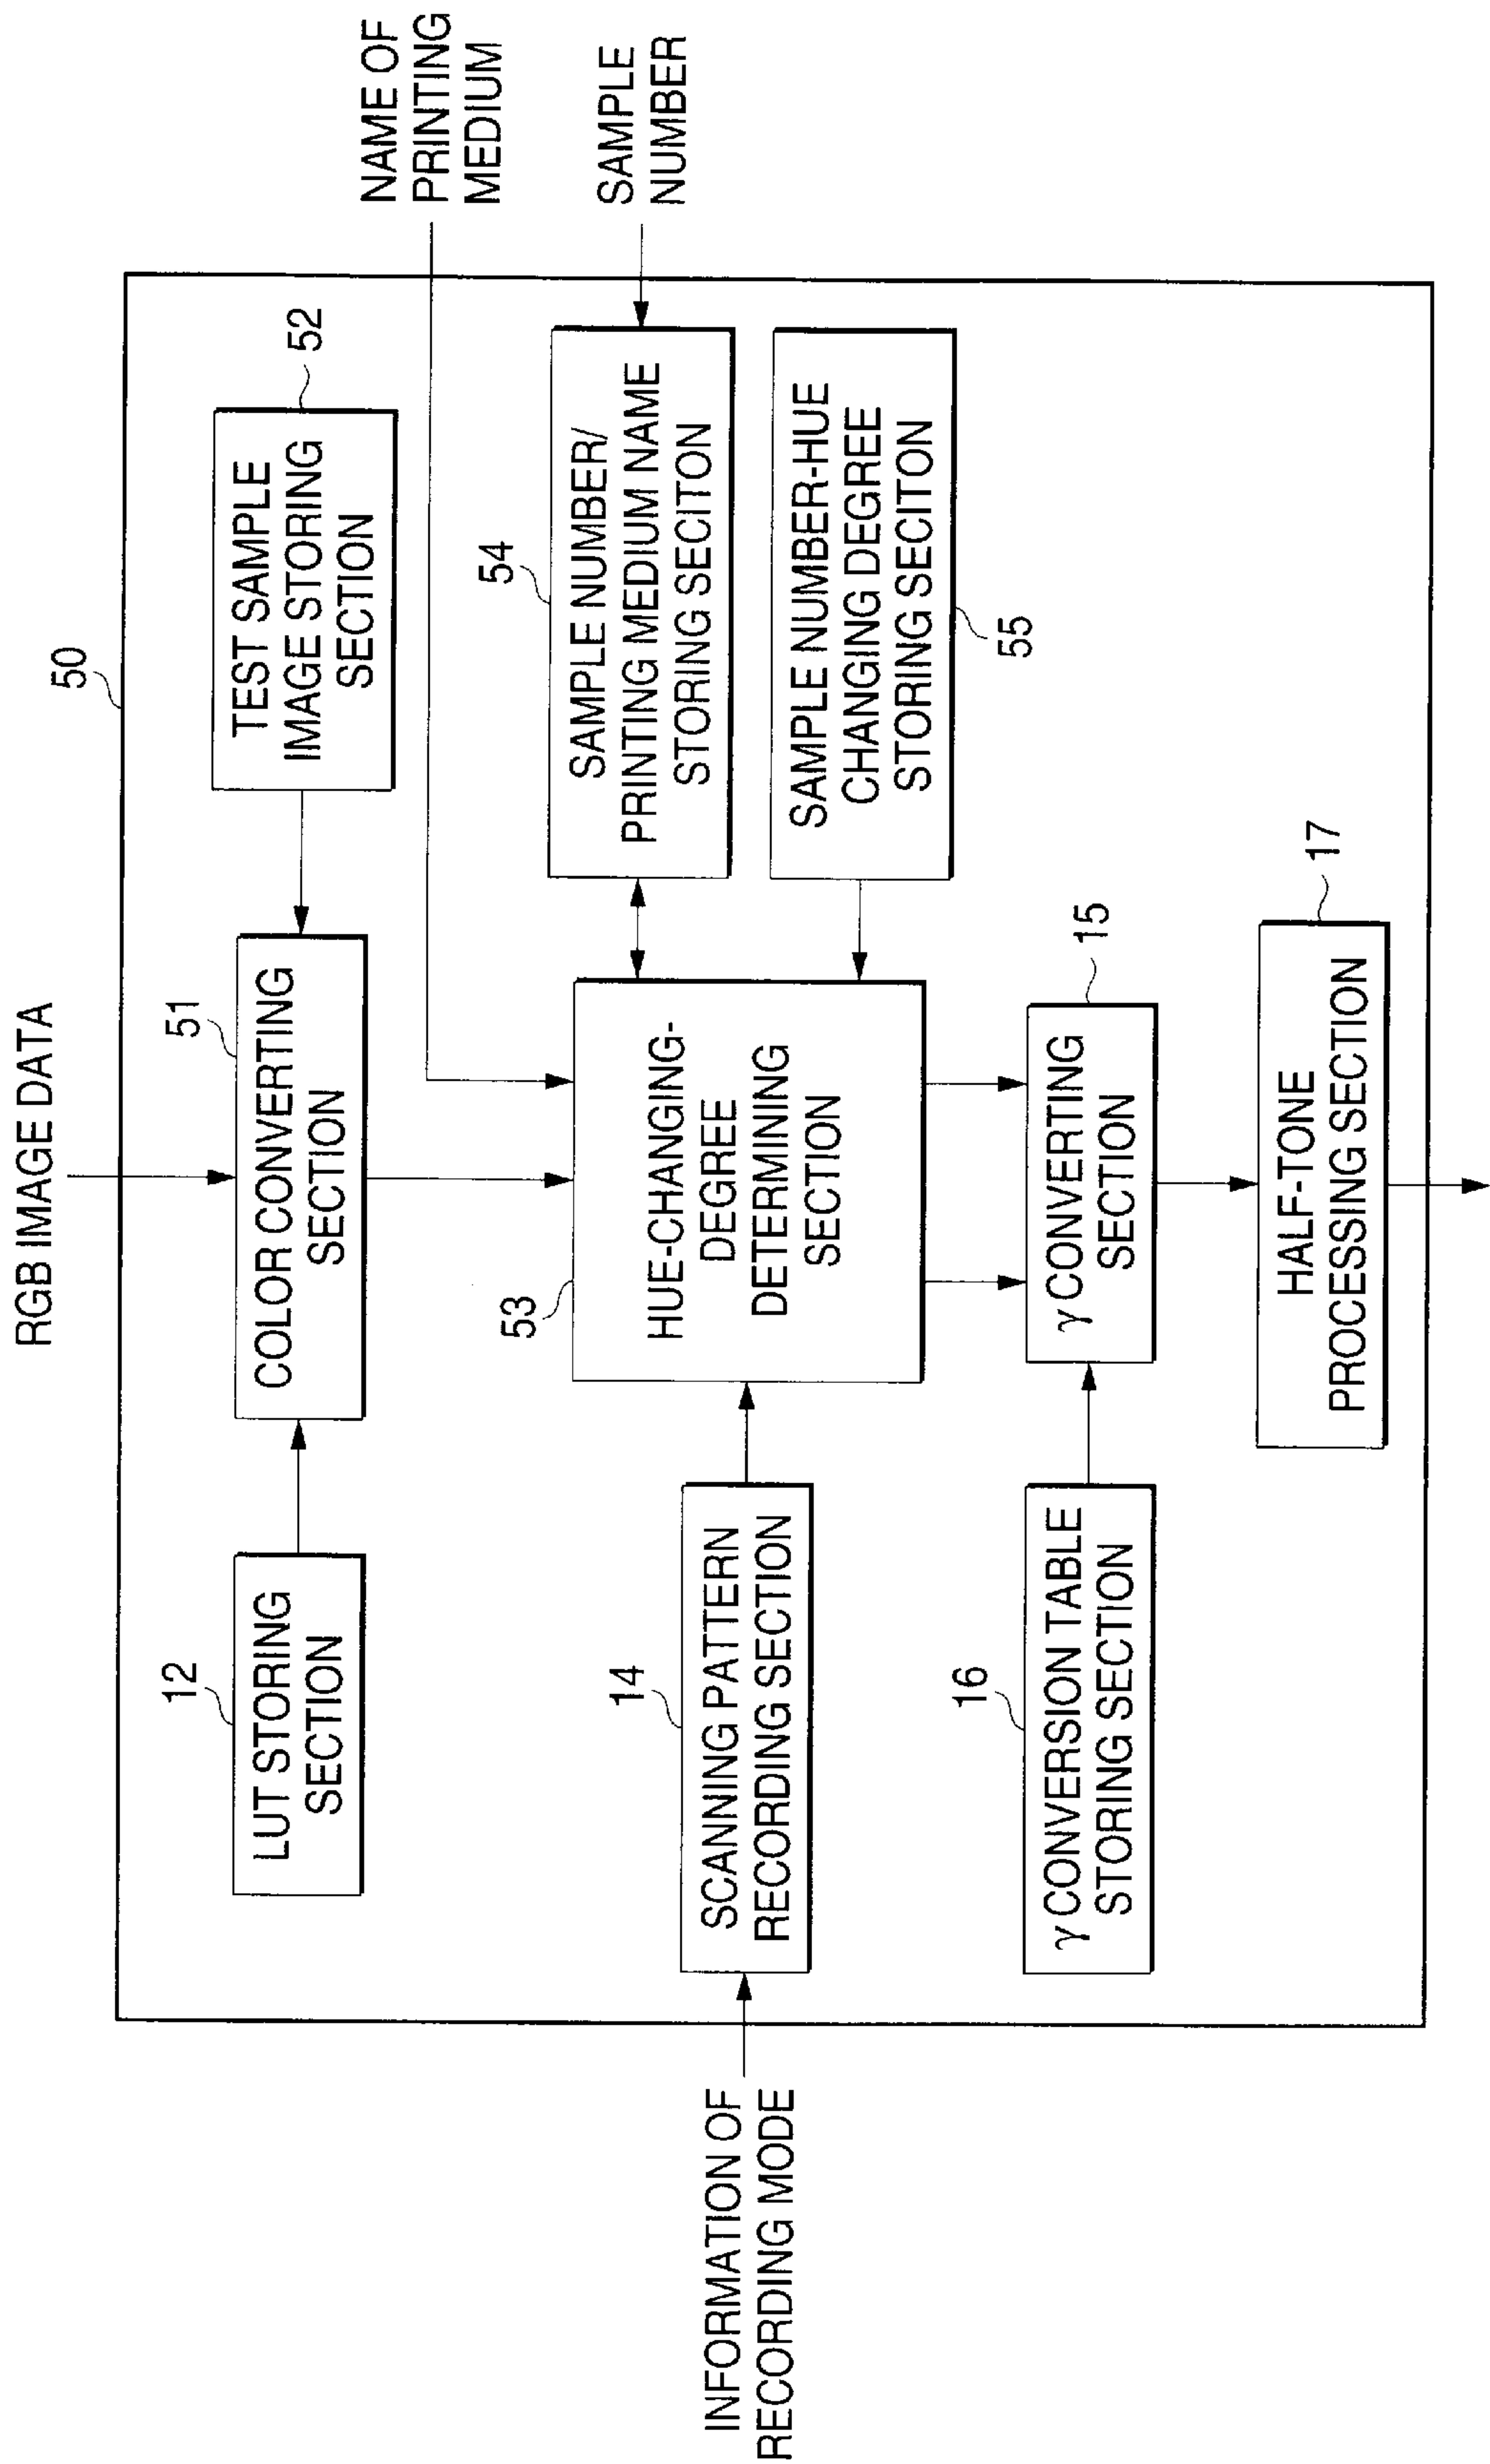 RGB IMAGE DATA
50
12
LUT STORING
SECTION
51
COLOR CONVERTING
SECTION
52
TEST SAMPLE
IMAGE STORING
SECTION
NAME OF
PRINTING
MEDIUM
INFORMATION OF
RECORDING MODE
14
SCANNING PATTERN
RECORDING SECTION
53
HUE-CHANGING-
DEGREE
DETERMINING
SECTION
54
SAMPLE NUMBER/
PRINTING MEDIUM NAME
STORING SECITON
SAMPLE
NUMBER
SAMPLE NUMBER-HUE
CHANGING DEGREE
STORING SECITON
55
16
γ CONVERSION TABLE
STORING SECTION
15
γ CONVERTING
SECTION
17
HALF-TONE
PROCESSING SECTION